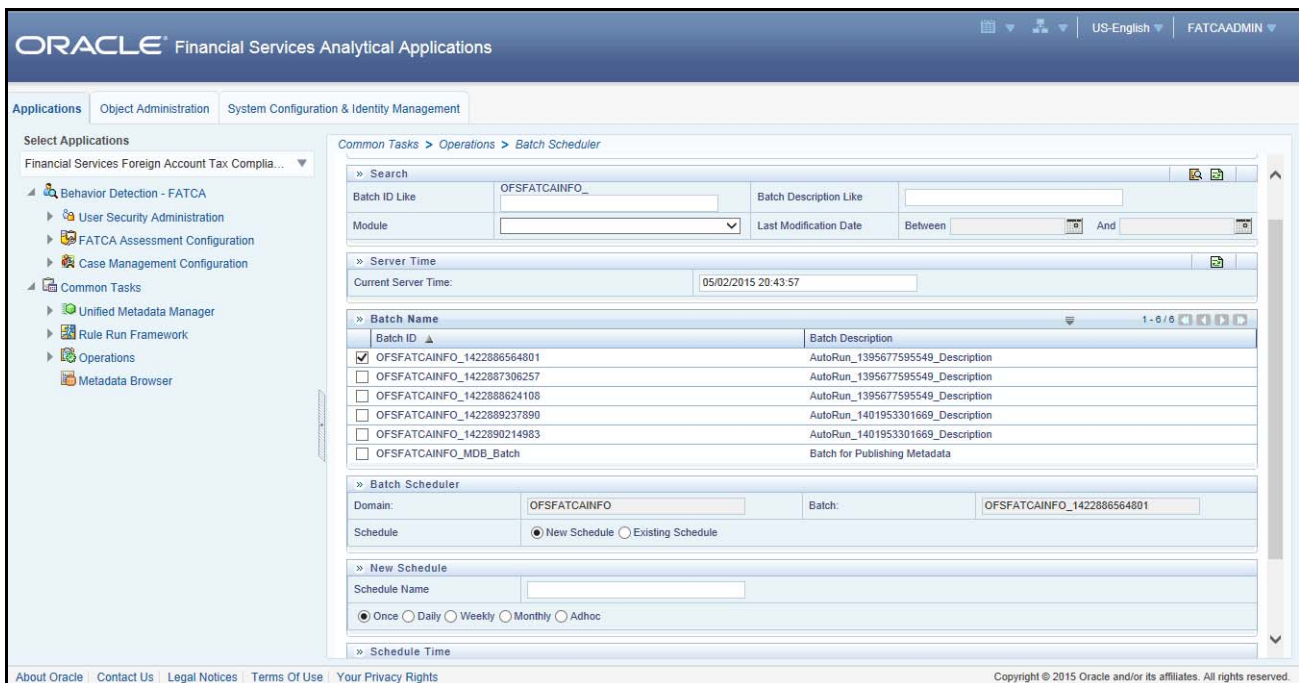 US-English FATCAADMIN
ORACLE® Financial Services Analytical Applications
Applications Object Administration System Configuration & Identity Management
Select Applications
Financial Services Foreign Account Tax Complia...
Behavior Detection - FATCA
User Security Administration
FATCA Assessment Configuration
Case Management Configuration
Common Tasks
Unified Metadata Manager
Rule Run Framework
Operations
Metadata Browser
Common Tasks > Operations > Batch Scheduler
» Search
Batch ID Like OFSFATCAINFO_ Batch Description Like
Module Last Modification Date Between And
» Server Time
Current Server Time: 05/02/2015 20:43:57
» Batch Name 1 - 6 / 6
Batch ID Batch Description
OFSFATCAINFO_1422886564801 AutoRun_1395677595549_Description
OFSFATCAINFO_1422887306257 AutoRun_1395677595549_Description
OFSFATCAINFO_1422888624108 AutoRun_1395677595549_Description
OFSFATCAINFO_1422889237890 AutoRun_1401953301669_Description
OFSFATCAINFO_1422890214983 AutoRun_1401953301669_Description
OFSFATCAINFO_MDB_Batch Batch for Publishing Metadata
» Batch Scheduler
Domain: OFSFATCAINFO Batch: OFSFATCAINFO_1422886564801
Schedule New Schedule Existing Schedule
» New Schedule
Schedule Name
Once Daily Weekly Monthly Adhoc
» Schedule Time
About Oracle Contact Us Legal Notices Terms Of Use Your Privacy Rights Copyright © 2015 Oracle and/or its affiliates. All rights reserved.